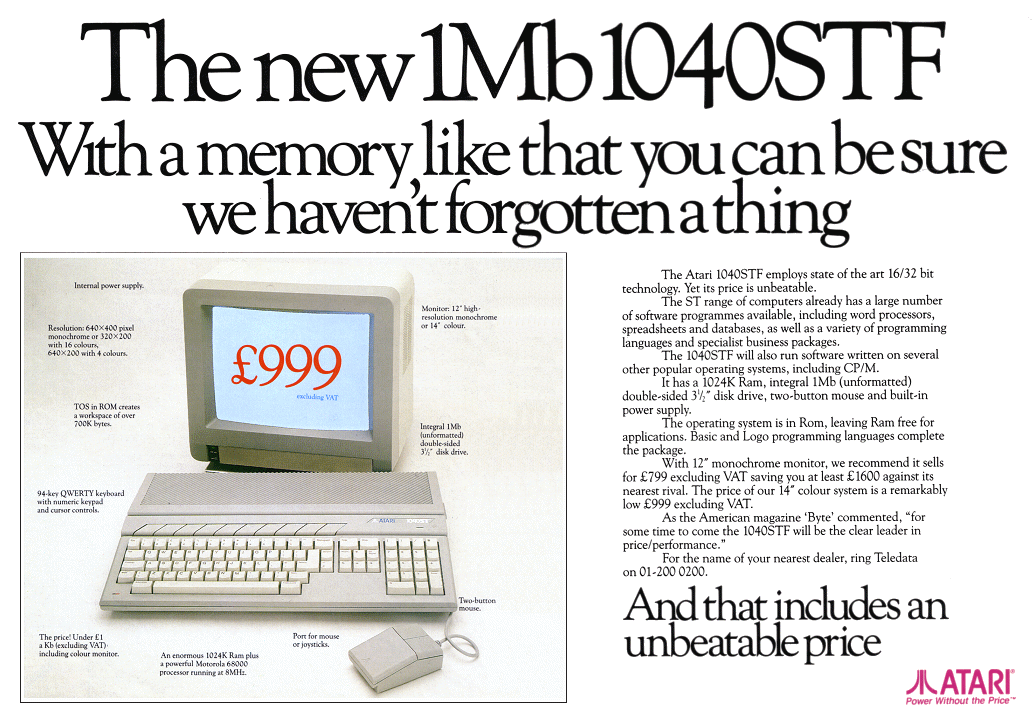 The new 1Mb 1040STF
With a memory like that you can be sure
we haven't forgotten a thing
Internal power supply.
Resolution: 640×400 pixel
monochrome or 320×200
with 16 colours,
640×200 with 4 colours.
TOS in ROM creates
a workspace of over
700K bytes.
94-key QWERTY keyboard
with numeric keypad
and cursor controls.
The price! Under £1
a Kb (excluding VAT)-
including colour monitor.
An enormous 1024K Ram plus
a powerful Motorola 68000
processor running at 8MHz.
Port for mouse
or joysticks.
Two-button
mouse.
Integral 1Mb
(unformatted)
double-sided
3½″ disk drive.
Monitor: 12″ high-
resolution monochrome
or 14″ colour.
£999
excluding VAT
ATARI
The Atari 1040STF employs state of the art 16/32 bit
technology. Yet its price is unbeatable.
The ST range of computers already has a large number
of software programmes available, including word processors,
spreadsheets and databases, as well as a variety of programming
languages and specialist business packages.
The 1040STF will also run software written on several
other popular operating systems, including CP/M.
It has a 1024K Ram, integral 1Mb (unformatted)
double-sided 3½″ disk drive, two-button mouse and built-in
power supply.
The operating system is in Rom, leaving Ram free for
applications. Basic and Logo programming languages complete
the package.
With 12″ monochrome monitor, we recommend it sells
for £799 excluding VAT saving you at least £1600 against its
nearest rival. The price of our 14″ colour system is a remarkably
low £999 excluding VAT.
As the American magazine ‘Byte’ commented, “for
some time to come the 1040STF will be the clear leader in
price/performance.”
For the name of your nearest dealer, ring Teledata
on 01-200 0200.
And that includes an
unbeatable price
ATARI®
Power Without the Price™